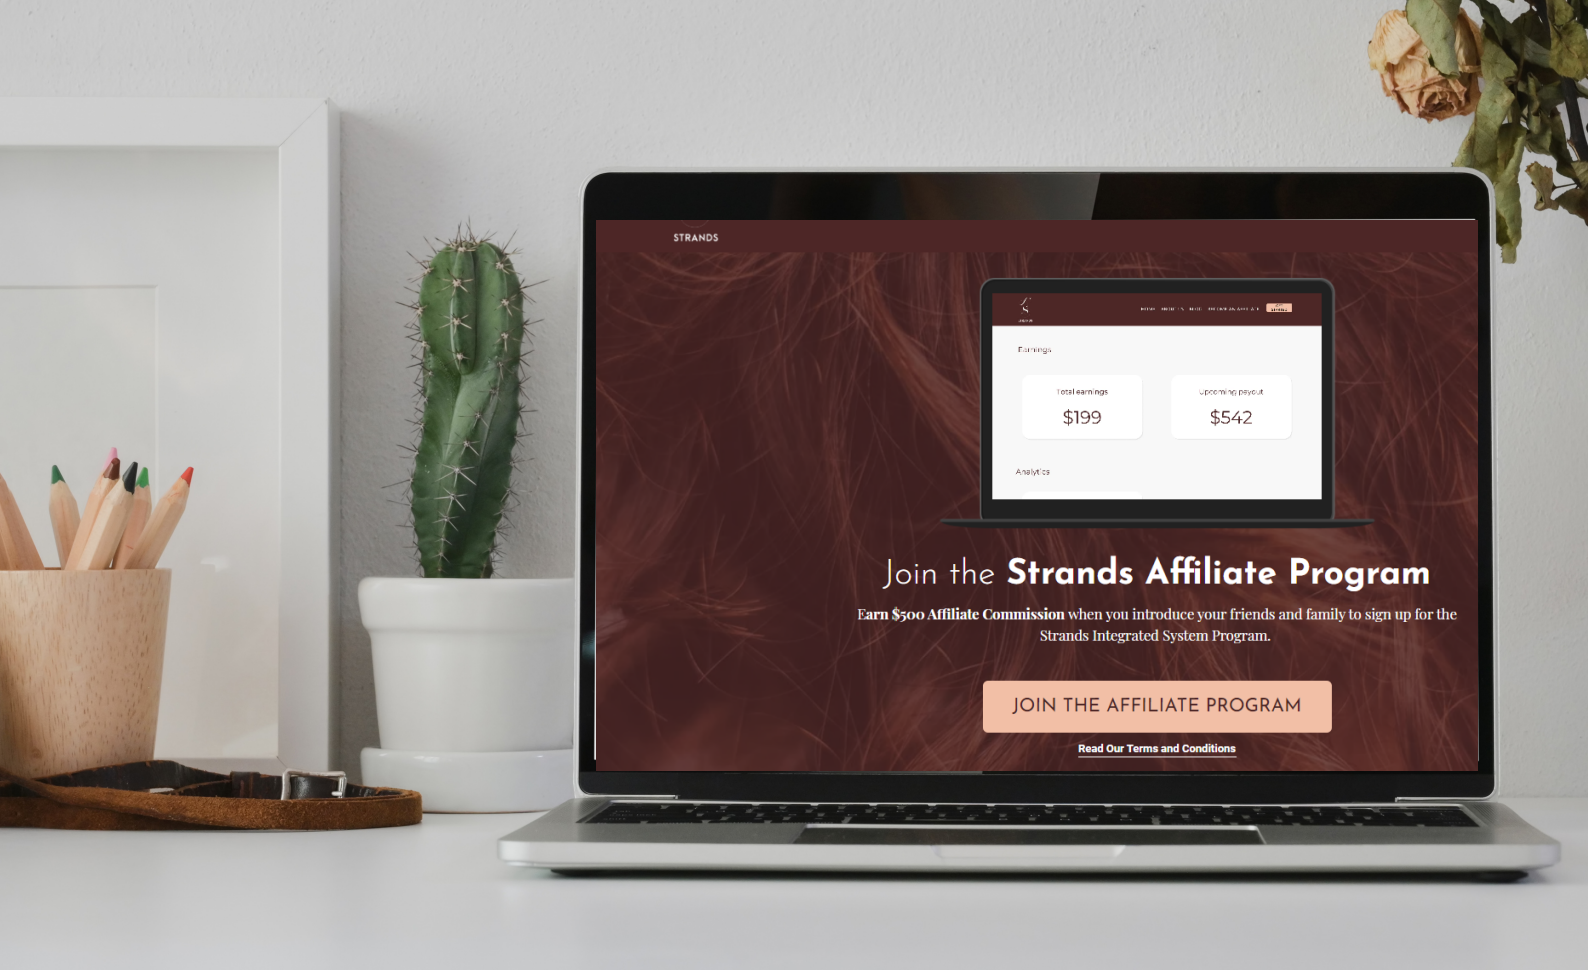 STRANDS
Earnings
Total earnings
Upcoming payout
$199
$542
Analytics
Join the Strands Affiliate Program
Earn $500 Affiliate Commission when you introduce your friends and family to sign up for the
Strands Integrated System Program.
JOIN THE AFFILIATE PROGRAM
Read Our Terms and Conditions